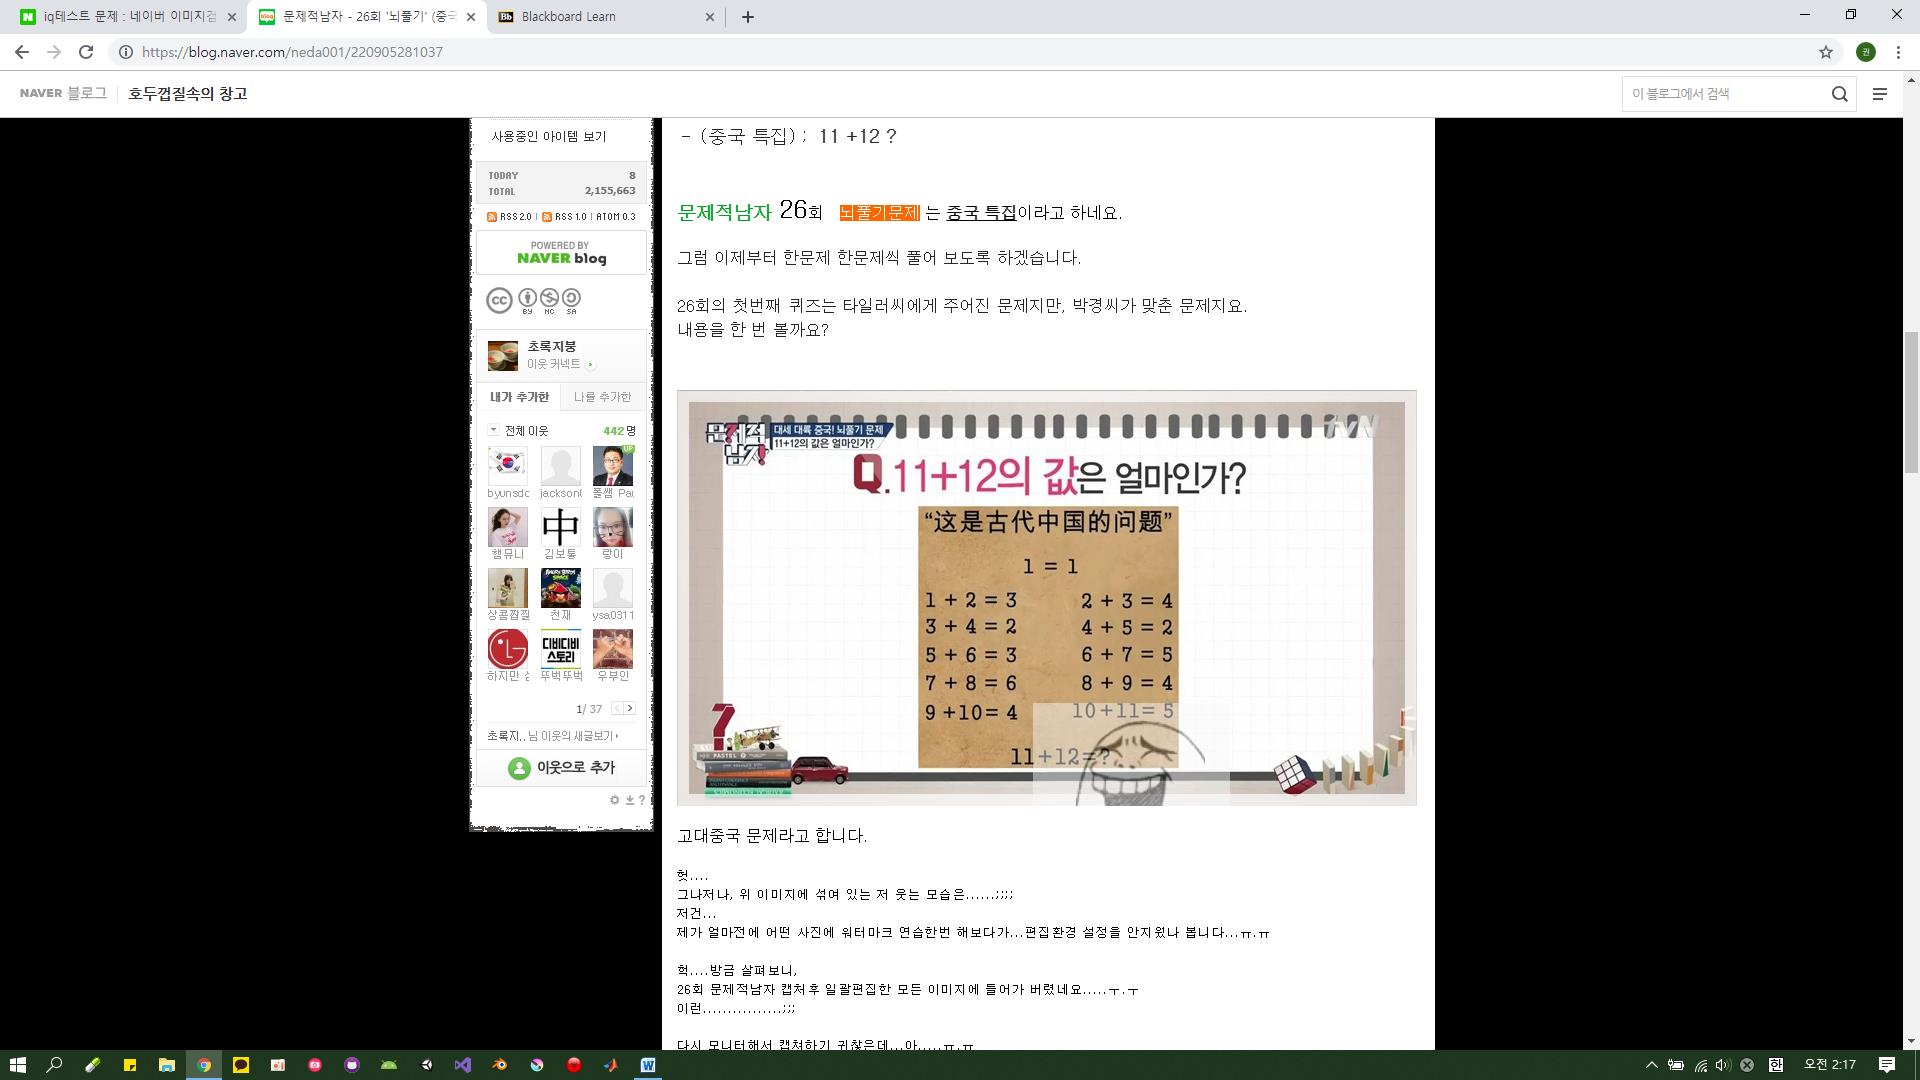 iq테스트 문제 : 네이버 이미지검
문제적남자 - 26회 '뇌풀기' (중국
Blackboard Learn
https://blog.naver.com/neda001/220905281037
권
NAVER 블로그
호두껍질속의 창고
이 블로그에서 검색
사용중인 아이템 보기
TODAY 8
TOTAL 2,155,663
RSS 2.0 | RSS 1.0 | ATOM 0.3
POWERED BY
NAVER blog
cc
BY NC SA
초록지붕
이웃 커넥트
내가 추가한
나를 추가한
전체 이웃 442 명
UP
byunsdc jackson( 폴쌤 Pau
中
햄뮤니 김보통 랑이
ANGRY BIRDS SPACE
상콤짭짤 천재 ysa0311
디비디비
스토리
하지만 뚜벅뚜벅 우부인
1/ 37
초록지.. 님 이웃의 새글보기
이웃으로 추가
- (중국 특집) ; 11 +12 ?
문제적남자 26회 뇌풀기문제 는 중국 특집이라고 하네요.
그럼 이제부터 한문제 한문제씩 풀어 보도록 하겠습니다.
26회의 첫번째 퀴즈는 타일러씨에게 주어진 문제지만, 박경씨가 맞춘 문제지요.
내용을 한 번 볼까요?
문제적
남자
대세 대륙 중국! 뇌풀기 문제
11+12의 값은 얼마인가?
tvN
Q.11+12의 값은 얼마인가?
“这是古代中国的问题”
1 = 1
1 + 2 = 3 2 + 3 = 4
3 + 4 = 2 4 + 5 = 2
5 + 6 = 3 6 + 7 = 5
7 + 8 = 6 8 + 9 = 4
9 +10= 4 10+11= 5
11+12=?
고대중국 문제라고 합니다.
헛....
그나저나, 위 이미지에 섞여 있는 저 웃는 모습은......;;;;
저건...
제가 얼마전에 어떤 사진에 워터마크 연습한번 해보다가...편집환경 설정을 안지웠나 봅니다...ㅠ.ㅠ
헉....방금 살펴보니,
26회 문제적남자 캡쳐후 일괄편집한 모든 이미지에 들어가 버렸네요.....ㅜ.ㅜ
이런................;;;
다시 모니터해서 캡쳐하기 귀찮은데...아.....ㅠ.ㅠ
한
오전 2:17